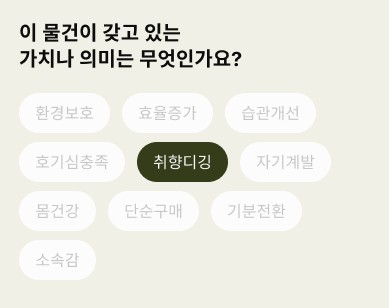 이 물건이 갖고 있는
가치나 의미는 무엇인가요?
환경보호 효율증가 습관개선
호기심충족 취향디깅 자기계발
몸건강 단순구매 기분전환
소속감